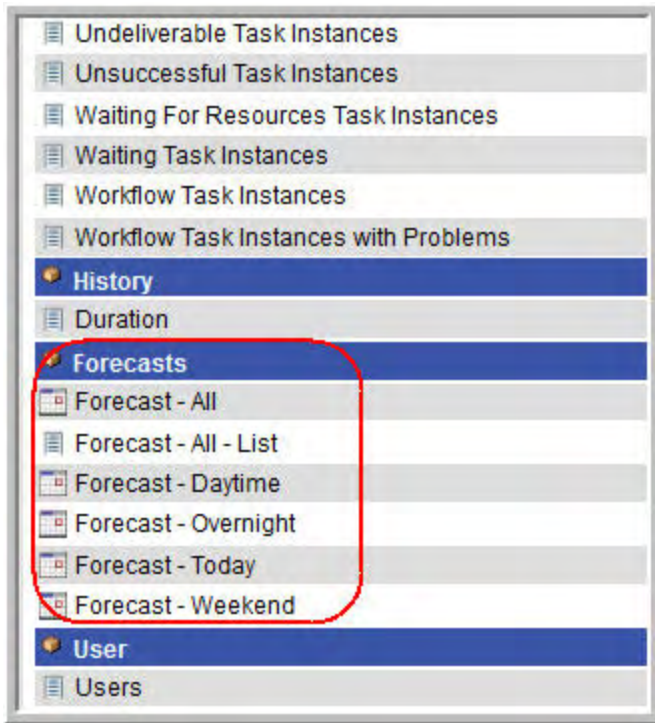 Undeliverable Task Instances
Unsuccessful Task Instances
Waiting For Resources Task Instances
Waiting Task Instances
Workflow Task Instances
Workflow Task Instances with Problems
History
Duration
Forecasts
Forecast - All
Forecast - All - List
Forecast - Daytime
Forecast - Overnight
Forecast - Today
Forecast - Weekend
User
Users